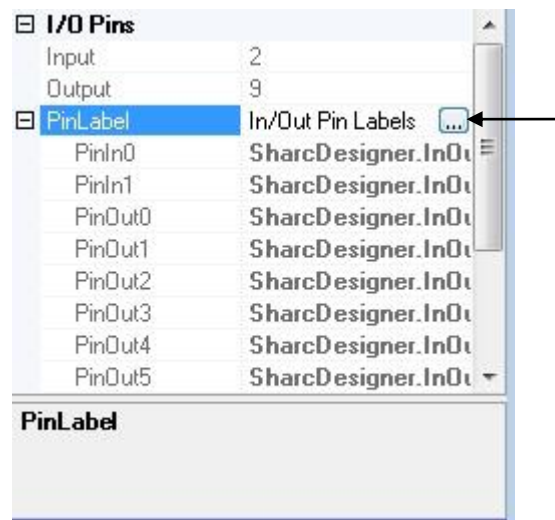 I/O Pins
Input 2
Output 9
PinLabel In/Out Pin Labels ...
PinIn0 SharcDesigner.InOu
PinIn1 SharcDesigner.InOu
PinOut0 SharcDesigner.InOu
PinOut1 SharcDesigner.InOu
PinOut2 SharcDesigner.InOu
PinOut3 SharcDesigner.InOu
PinOut4 SharcDesigner.InOu
PinOut5 SharcDesigner.InOu
PinLabel